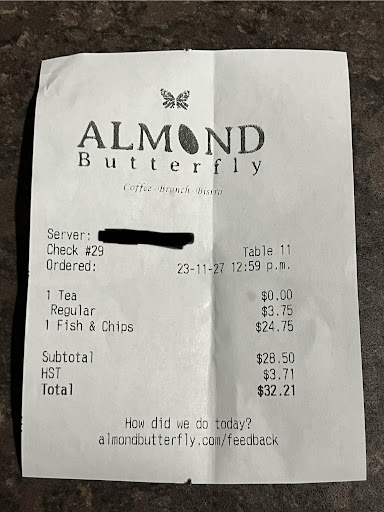 ALMOND
Butterfly
Coffee · Brunch · Bistro
Server:
Check #29 Table 11
Ordered: 23-11-27 12:59 p.m.
1 Tea $0.00
Regular $3.75
1 Fish & Chips $24.75
Subtotal $28.50
HST $3.71
Total $32.21
How did we do today?
almondbutterfly.com/feedback